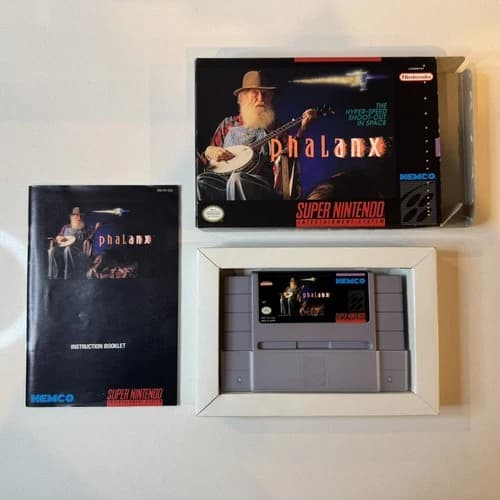 Nintendo
THE
HYPER-SPEED
SHOOT-OUT
IN SPACE
phalanx
KEMCO
SUPER NINTENDO
ENTERTAINMENT SYSTEM
phalanx
INSTRUCTION BOOKLET
KEMCO
SUPER NINTENDO
KEMCO
phalanx
SUPER NINTENDO